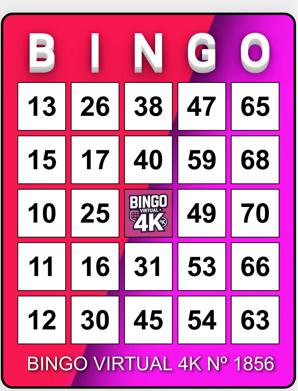 B I N G O
13 26 38 47 65
15 17 40 59 68
10 25 BINGO VIRTUAL 4K 49 70
11 16 31 53 66
12 30 45 54 63
BINGO VIRTUAL 4K Nº 1856